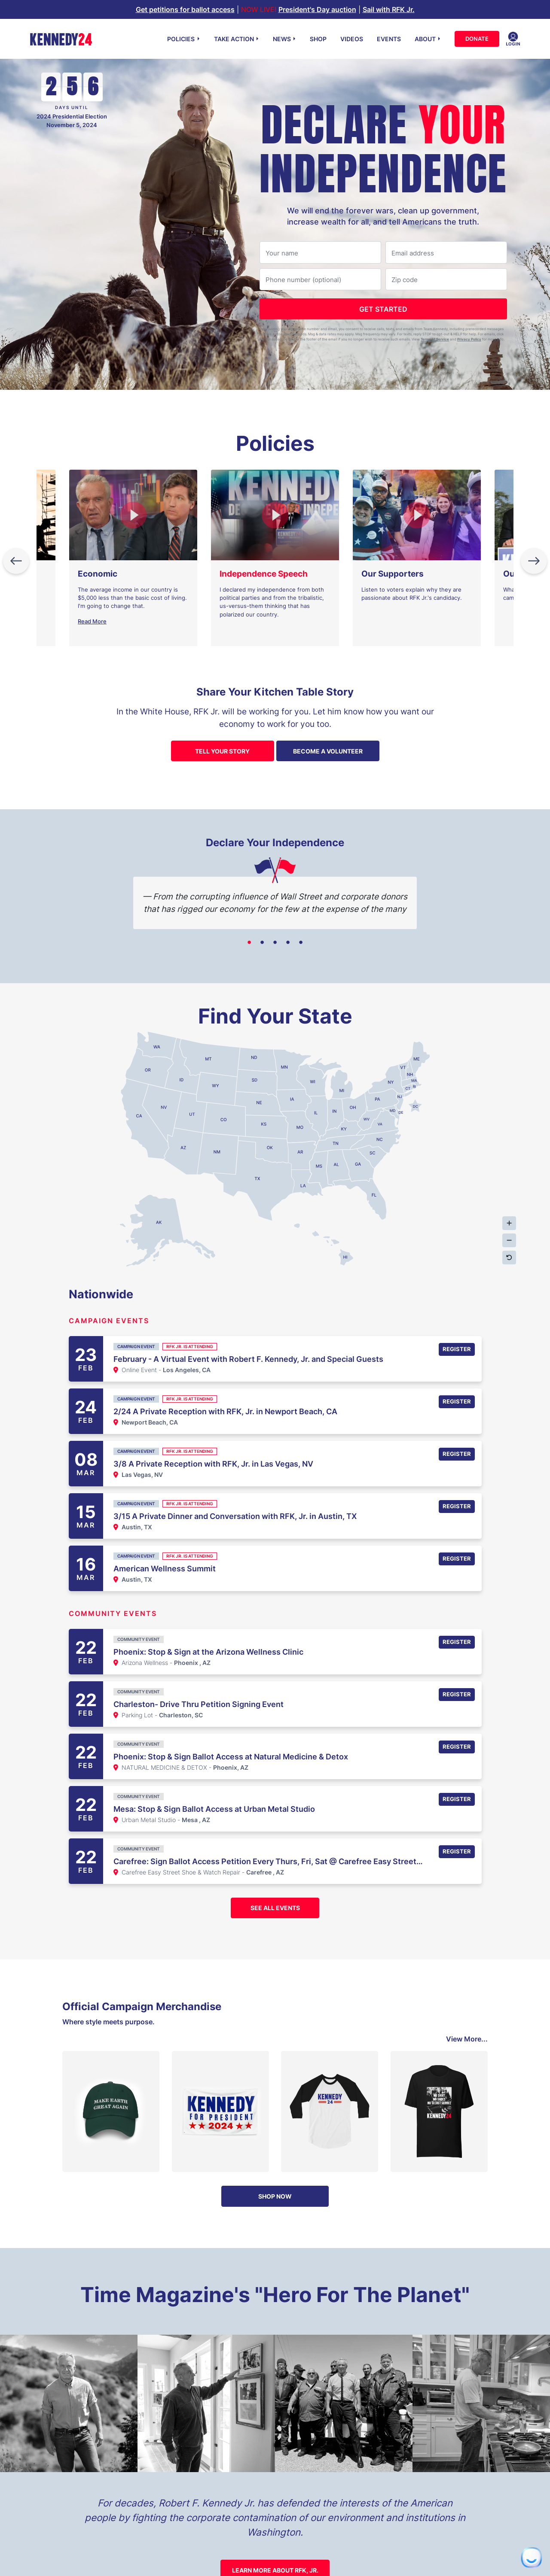 Get petitions for ballot access | NOW LIVE: President's Day auction | Sail with RFK Jr.
KENNEDY24
POLICIES
TAKE ACTION
NEWS
SHOP
VIDEOS
EVENTS
ABOUT
DONATE
LOGIN
256
DAYS UNTIL
2024 Presidential Election
November 5, 2024
DECLARE YOUR
INDEPENDENCE
We will end the forever wars, clean up government,
increase wealth for all, and tell Americans the truth.
Your name
Email address
Phone number (optional)
Zip code
GET STARTED
Policies
Economic
The average income in our country is
$5,000 less than the basic cost of living.
I'm going to change that.
Read More
Independence Speech
I declared my independence from both
political parties and from the tribalistic,
us-versus-them thinking that has
polarized our country.
Our Supporters
Listen to voters explain why they are
passionate about RFK Jr.'s candidacy.
Share Your Kitchen Table Story
In the White House, RFK Jr. will be working for you. Let him know how you want our
economy to work for you too.
TELL YOUR STORY
BECOME A VOLUNTEER
Declare Your Independence
— From the corrupting influence of Wall Street and corporate donors
that has rigged our economy for the few at the expense of the many
Find Your State
WA
MT
ND
MN
ME
OR
ID
WY
SD
WI
MI
NY
VT
NH
MA
CT
RI
CA
NV
UT
CO
NE
IA
IL
IN
OH
PA
NJ
MD
DE
DC
KS
MO
KY
WV
VA
AZ
NM
OK
AR
TN
NC
SC
TX
LA
MS
AL
GA
FL
AK
HI
Nationwide
CAMPAIGN EVENTS
23
FEB
CAMPAIGN EVENT
RFK JR. IS ATTENDING
February - A Virtual Event with Robert F. Kennedy, Jr. and Special Guests
Online Event - Los Angeles, CA
REGISTER
24
FEB
CAMPAIGN EVENT
RFK JR. IS ATTENDING
2/24 A Private Reception with RFK, Jr. in Newport Beach, CA
Newport Beach, CA
REGISTER
08
MAR
CAMPAIGN EVENT
RFK JR. IS ATTENDING
3/8 A Private Reception with RFK, Jr. in Las Vegas, NV
Las Vegas, NV
REGISTER
15
MAR
CAMPAIGN EVENT
RFK JR. IS ATTENDING
3/15 A Private Dinner and Conversation with RFK, Jr. in Austin, TX
Austin, TX
REGISTER
16
MAR
CAMPAIGN EVENT
RFK JR. IS ATTENDING
American Wellness Summit
Austin, TX
REGISTER
COMMUNITY EVENTS
22
FEB
COMMUNITY EVENT
Phoenix: Stop & Sign at the Arizona Wellness Clinic
Arizona Wellness - Phoenix , AZ
REGISTER
22
FEB
COMMUNITY EVENT
Charleston- Drive Thru Petition Signing Event
Parking Lot - Charleston, SC
REGISTER
22
FEB
COMMUNITY EVENT
Phoenix: Stop & Sign Ballot Access at Natural Medicine & Detox
NATURAL MEDICINE & DETOX - Phoenix, AZ
REGISTER
22
FEB
COMMUNITY EVENT
Mesa: Stop & Sign Ballot Access at Urban Metal Studio
Urban Metal Studio - Mesa , AZ
REGISTER
22
FEB
COMMUNITY EVENT
Carefree: Sign Ballot Access Petition Every Thurs, Fri, Sat @ Carefree Easy Street...
Carefree Easy Street Shoe & Watch Repair - Carefree , AZ
REGISTER
SEE ALL EVENTS
Official Campaign Merchandise
Where style meets purpose.
View More...
MAKE EARTH
GREAT AGAIN
KENNEDY
FOR PRESIDENT
2024
KENNEDY
24
KENNEDY24
SHOP NOW
Time Magazine's "Hero For The Planet"
For decades, Robert F. Kennedy Jr. has defended the interests of the American
people by fighting the corporate contamination of our environment and institutions in
Washington.
LEARN MORE ABOUT RFK, JR.